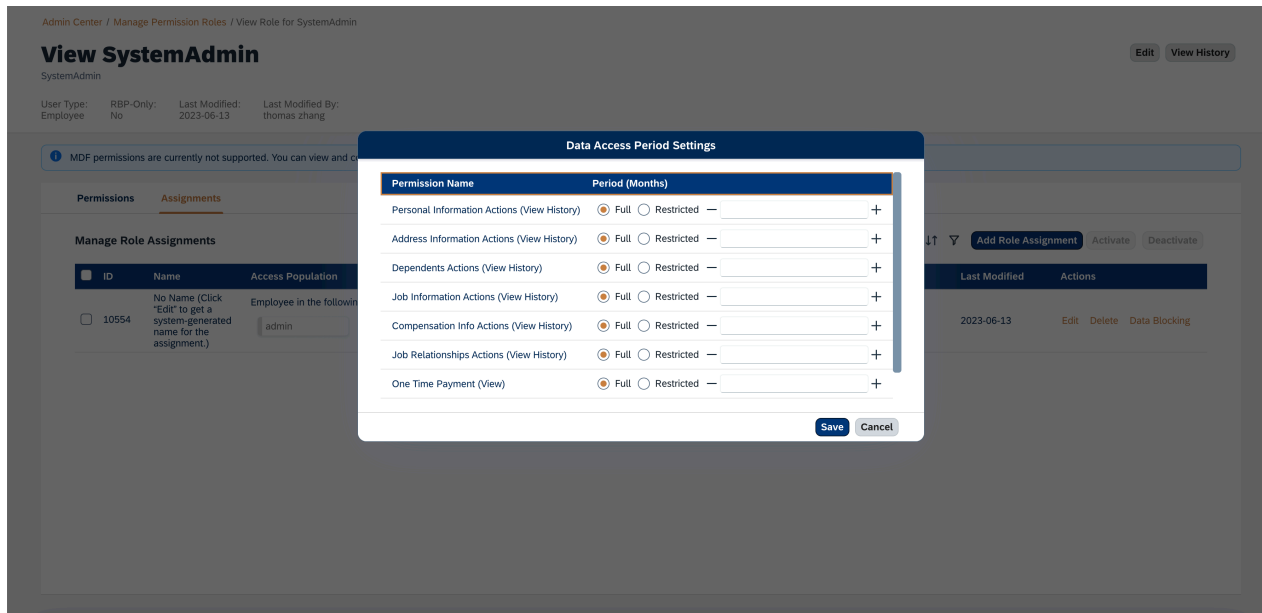 Admin Center / Manage Permission Roles / View Role for SystemAdmin
View SystemAdmin
Edit View History
SystemAdmin
User Type: RBP-Only: Last Modified: Last Modified By:
Employee No 2023-06-13 thomas zhang
MDF permissions are currently not supported. You can view and
Permissions Assignments
Manage Role Assignments
Add Role Assignment Activate Deactivate
ID Name Access Population Last Modified Actions
10554
No Name (Click
"Edit" to get a
system-generated
name for the
assignment.)
Employee in the
admin
2023-06-13 Edit Delete Data Blocking
Data Access Period Settings
Permission Name Period (Months)
Personal Information Actions (View History) Full Restricted
Address Information Actions (View History) Full Restricted
Dependents Actions (View History) Full Restricted
Job Information Actions (View History) Full Restricted
Compensation Info Actions (View History) Full Restricted
Job Relationships Actions (View History) Full Restricted
One Time Payment (View) Full Restricted
Save Cancel